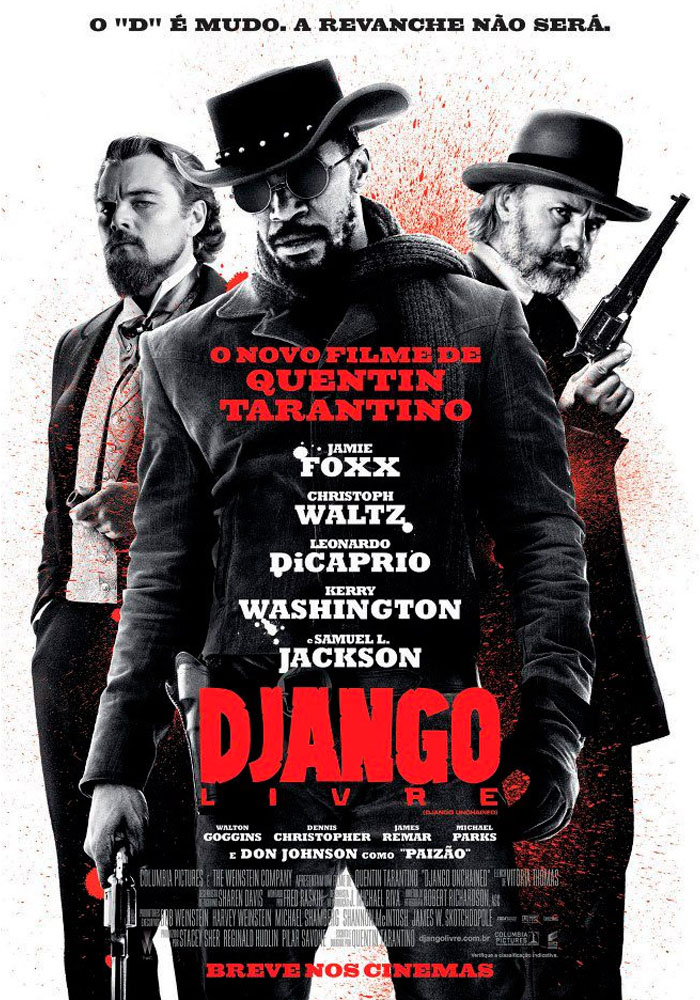 O "D" É MUDO. A REVANCHE NÃO SERÁ.
O NOVO FILME DE
QUENTIN
TARANTINO
JAMIE
FOXX
CHRISTOPH
WALTZ
LEONARDO
DiCAPRIO
KERRY
WASHINGTON
e SAMUEL L.
JACKSON
DJANGO
LIVRE
(DJANGO UNCHAINED)
WALTON GOGGINS DENNIS CHRISTOPHER JAMES REMAR MICHAEL PARKS
E DON JOHNSON COMO "PAIZÃO"
COLUMBIA PICTURES E THE WEINSTEIN COMPANY QUENTIN TARANTINO "DJANGO UNCHAINED" VITÓRIA THOMAS
SHAREN DAVIS FRED RASKIN J. MICHAEL RIVA ROBERT RICHARDSON,
BOB WEINSTEIN HARVEY WEINSTEIN MICHAEL SHAMBERG SHANNON McINTOSH JAMES W. SKOTCHDOPOLE
STACEY SHER REGINALD HUDLIN PILAR SAVONE QUENTIN TARANTINO djangolivre.com.br COLUMBIA PICTURES
Verifique a classificação indicativa.
BREVE NOS CINEMAS